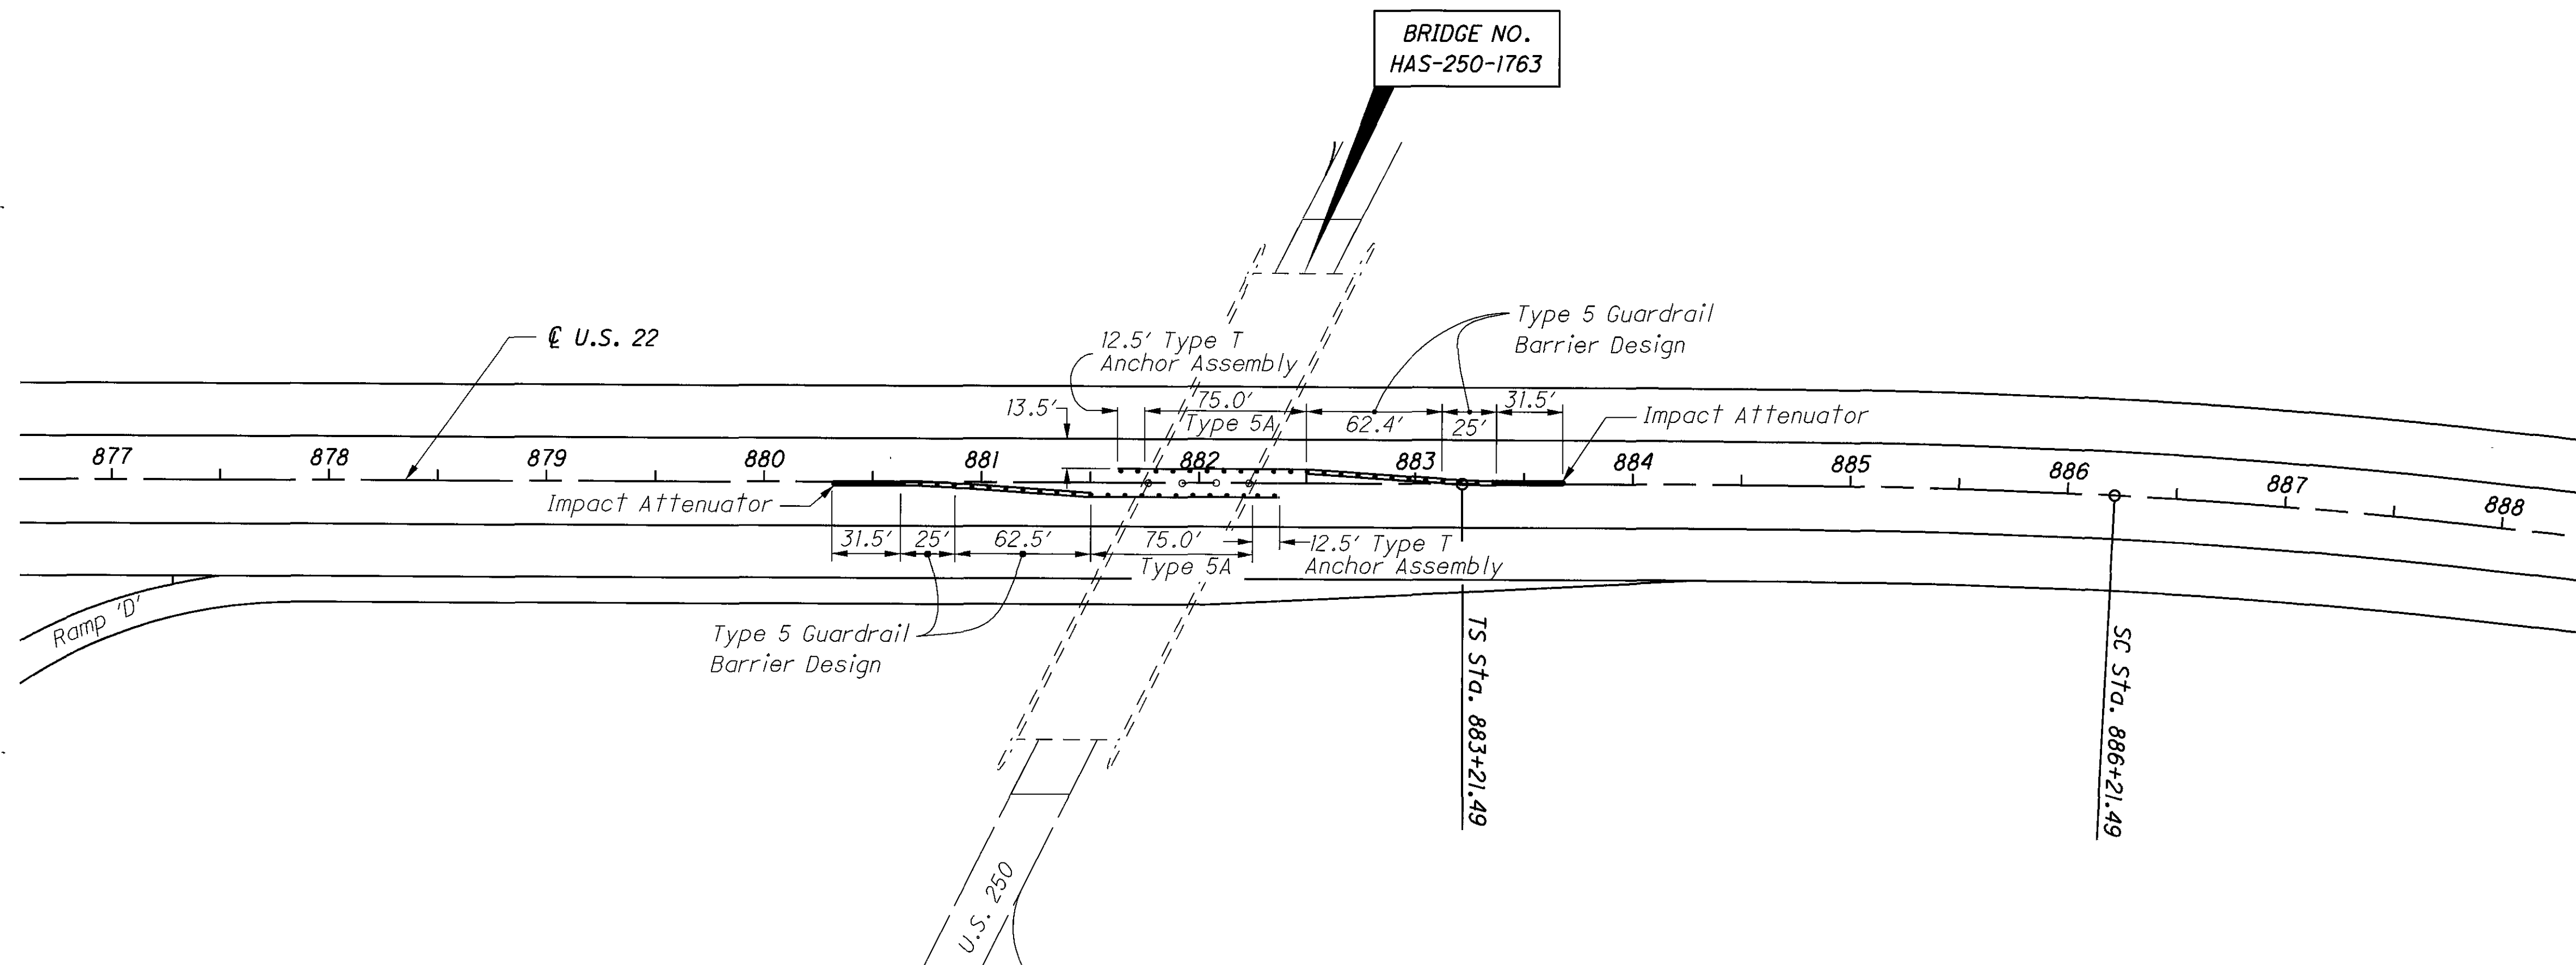 BRIDGE NO.
HAS-250-1763
℄ U.S. 22
12.5' Type T
Anchor Assembly
Type 5 Guardrail
Barrier Design
13.5'
75.0'
Type 5A
62.4'
25'
31.5'
Impact Attenuator
877
878
879
880
881
882
883
884
885
886
887
888
Impact Attenuator
31.5'
25'
62.5'
75.0'
Type 5A
12.5' Type T
Anchor Assembly
Ramp 'D'
Type 5 Guardrail
Barrier Design
TS Sta. 883+21.49
SC Sta. 886+21.49
U.S. 250